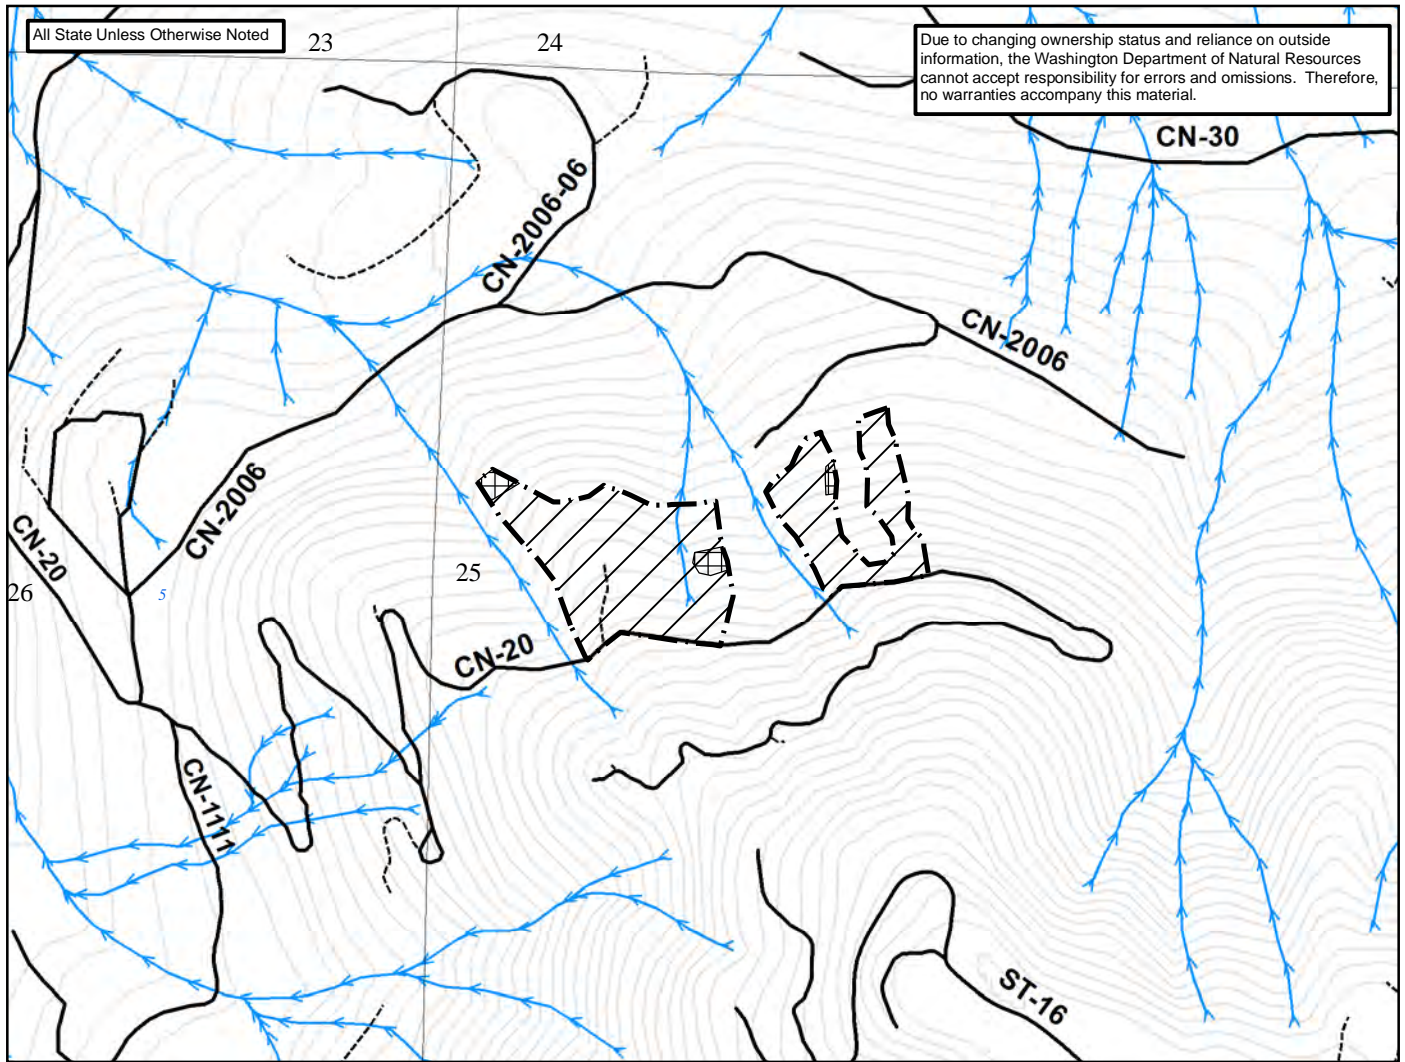 All State Unless Otherwise Noted
23
24
Due to changing ownership status and reliance on outside
information, the Washington Department of Natural Resources
cannot accept responsibility for errors and omissions. Therefore,
no warranties accompany this material.
CN-30
CN-2006-06
CN-2006
CN-2006
CN-20
25
26
5
CN-20
CN-1111
ST-16